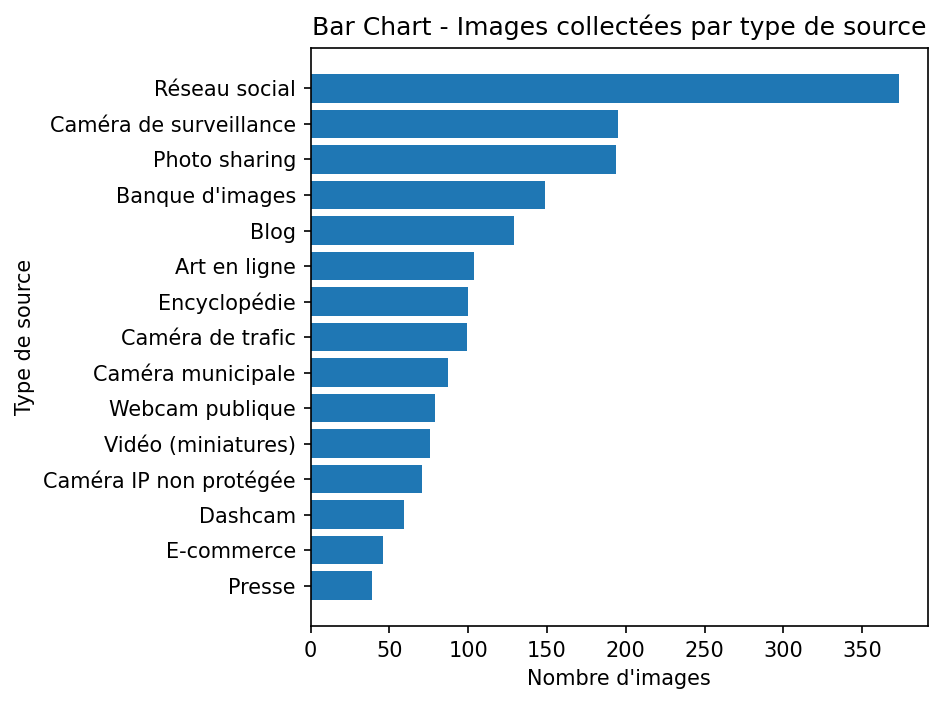 Bar Chart - Images collectées par type de source
Réseau social
Caméra de surveillance
Photo sharing
Banque d'images
Blog
Art en ligne
Encyclopédie
Caméra de trafic
Caméra municipale
Webcam publique
Vidéo (miniatures)
Caméra IP non protégée
Dashcam
E-commerce
Presse
Type de source
0 50 100 150 200 250 300 350
Nombre d'images